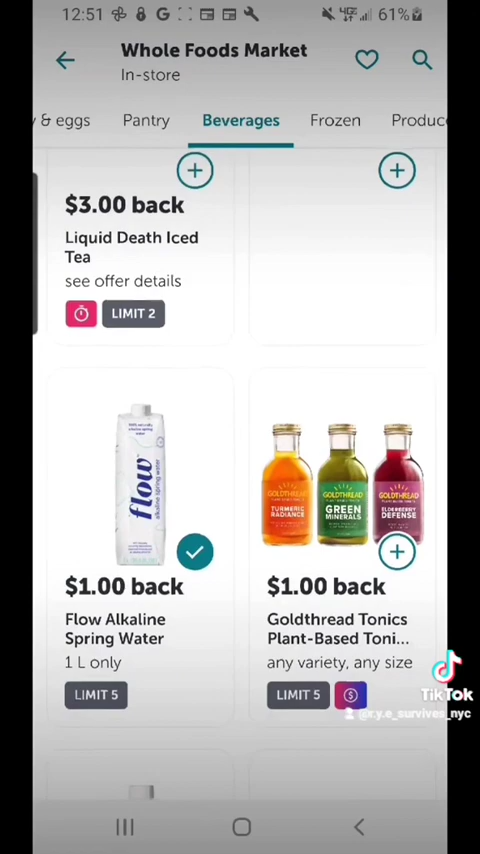 12:51
G
61%
Whole Foods Market
In-store
y & eggs
Pantry
Beverages
Frozen
Produc
$3.00 back
Liquid Death Iced
Tea
see offer details
LIMIT 2
flow
alkaline spring water
GOLDTHREAD
TURMERIC
RADIANCE
GOLDTHREAD
GREEN
MINERALS
GOLDTHREAD
ELDERBERRY
DEFENSE
$1.00 back
Flow Alkaline
Spring Water
1 L only
LIMIT 5
$1.00 back
Goldthread Tonics
Plant-Based Toni...
any variety, any size
LIMIT 5
TikTok
@r.y.e_survives_nyc